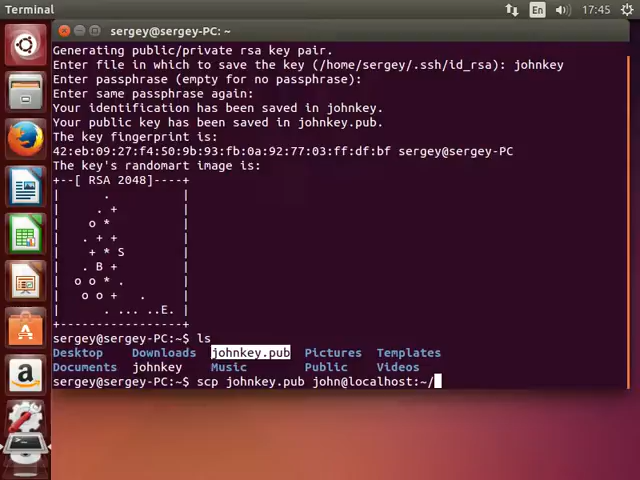 Terminal
En
17:45
sergey@sergey-PC: ~
Generating public/private rsa key pair.
Enter file in which to save the key (/home/sergey/.ssh/id_rsa): johnkey
Enter passphrase (empty for no passphrase):
Enter same passphrase again:
Your identification has been saved in johnkey.
Your public key has been saved in johnkey.pub.
The key fingerprint is:
42:eb:09:27:f4:50:9b:93:fb:0a:92:77:03:ff:df:bf sergey@sergey-PC
The key's randomart image is:
+--[ RSA 2048]----+
|      .          |
|     . +         |
|    o *          |
|   . + +         |
|    + * S        |
|   . B +         |
|  o o * .        |
|   o o +   .     |
|      . ... ..E. |
+-----------------+
sergey@sergey-PC:~$ ls
Desktop    Downloads  johnkey.pub  Pictures  Templates
Documents  johnkey    Music        Public    Videos
sergey@sergey-PC:~$ scp johnkey.pub john@localhost:~/